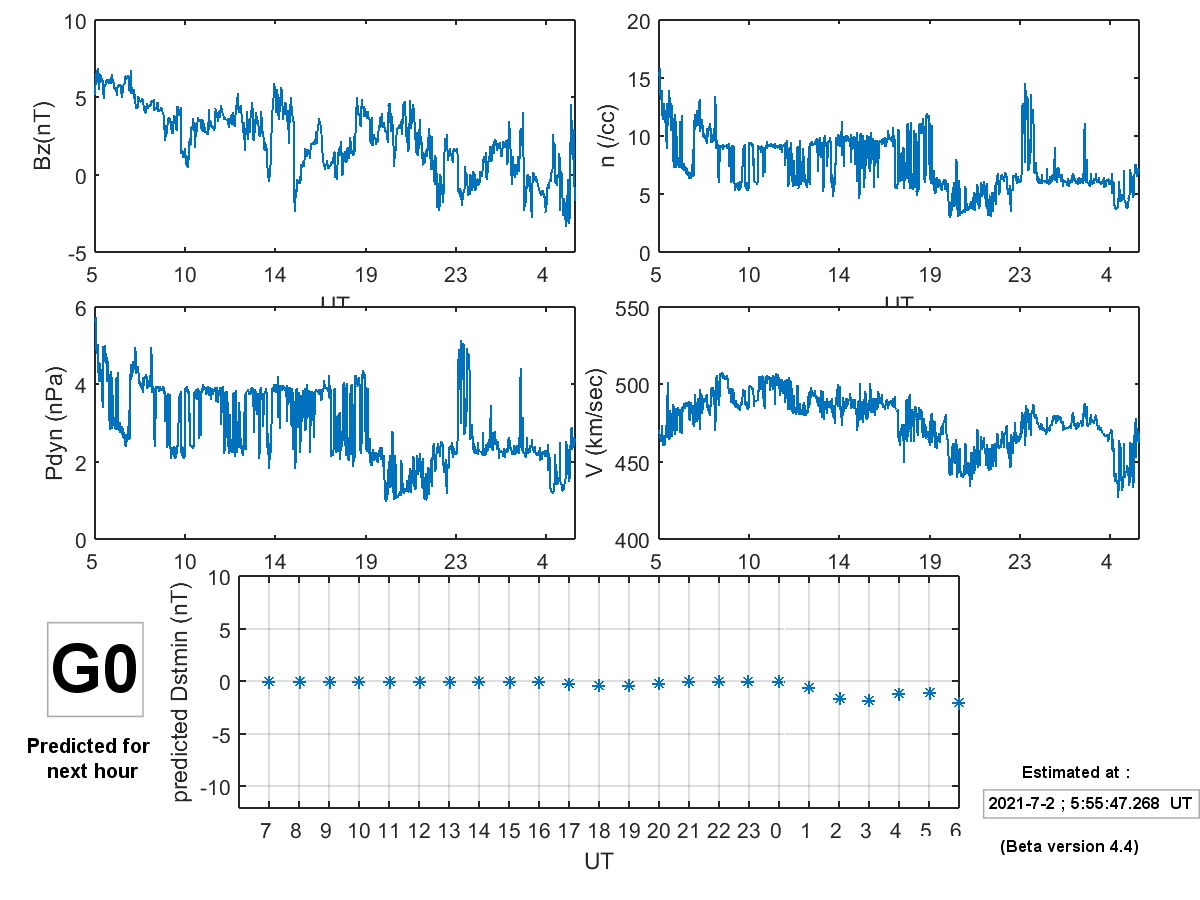 10
5
0
-5
Bz(nT)
5 10 14 19 23 4
UT
20
15
10
5
0
n (/cc)
5 10 14 19 23 4
UT
6
4
2
0
Pdyn (nPa)
5 10 14 19 23 4
550
500
450
400
V (km/sec)
5 10 14 19 23 4
10
5
0
-5
-10
predicted Dstmin (nT)
7 8 9 10 11 12 13 14 15 16 17 18 19 20 21 22 23 0 1 2 3 4 5 6
UT
G0
Predicted for
next hour
Estimated at :
2021-7-2 ; 5:55:47.268 UT
(Beta version 4.4)